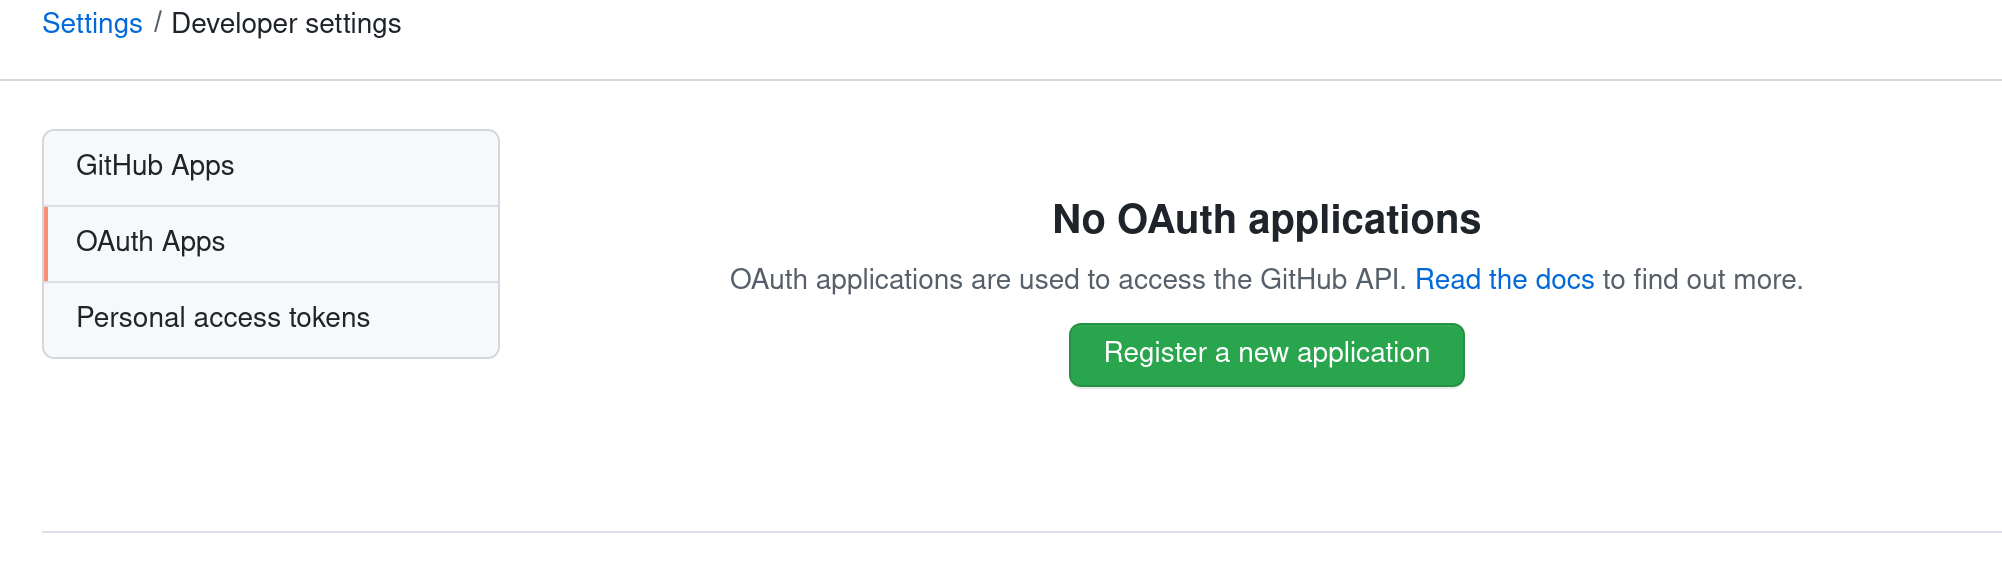 Settings / Developer settings
GitHub Apps
OAuth Apps
Personal access tokens
No OAuth applications
OAuth applications are used to access the GitHub API. Read the docs to find out more.
Register a new application